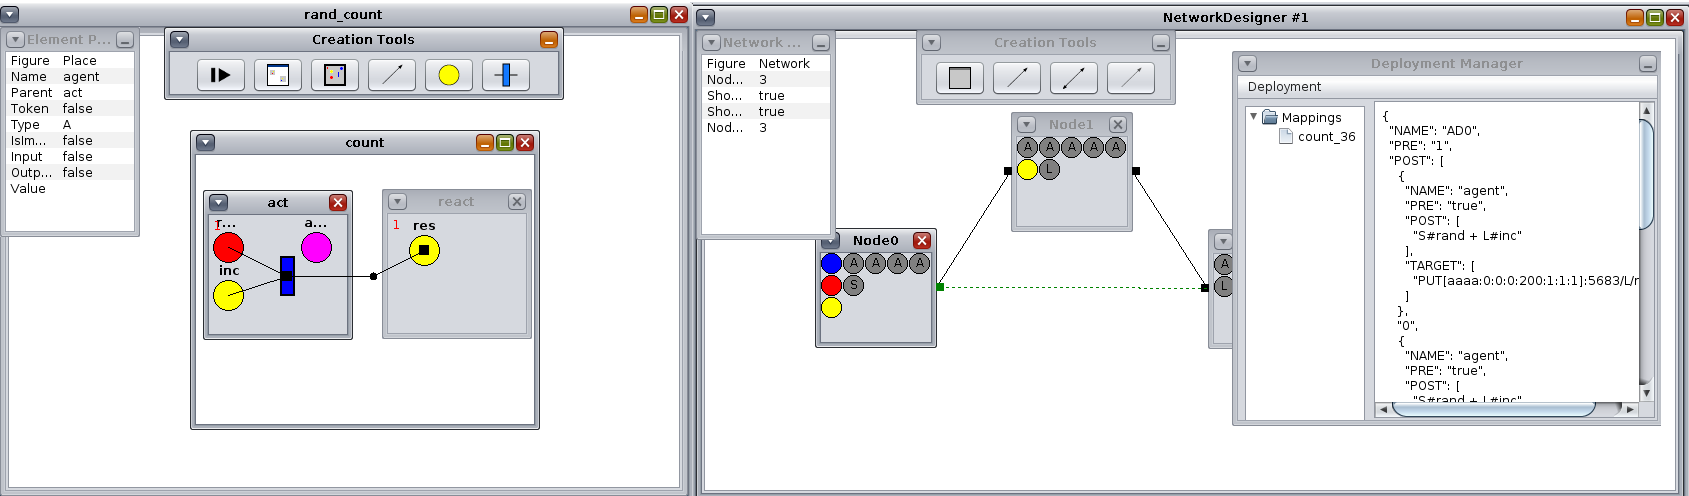 rand_count
Element P...
Figure Place
Name agent
Parent act
Token false
Type A
IsIm... false
Input false
Outp... false
Value
Creation Tools
count
act
r...
a...
inc
react
1 res
NetworkDesigner #1
Network ...
Figure Network
Nod... 3
Sho... true
Sho... true
Nod... 3
Creation Tools
Node1
A A A A A
L
Node0
A A A A
S
A
L
Deployment Manager
Deployment
Mappings
count_36
{
"NAME": "AD0",
"PRE": "1",
"POST": [
{
"NAME": "agent",
"PRE": "true",
"POST": [
"S#rand + L#inc"
],
"TARGET": [
"PUT[aaaa:0:0:0:200:1:1:1]:5683/L/r
]
},
"0",
{
"NAME": "agent",
"PRE": "true",
"POST": [
"S#rand + L#inc"